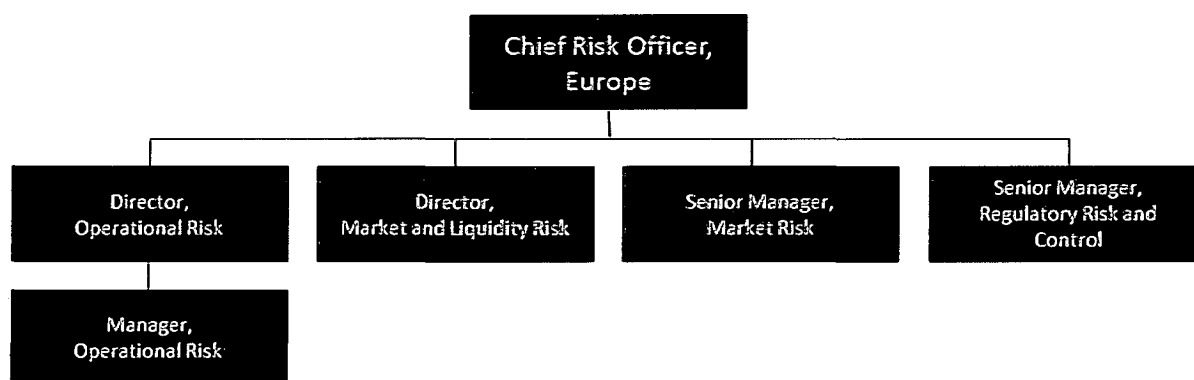 Chief Risk Officer,
Europe
Director,
Operational Risk
Director,
Market and Liquidity Risk
Senior Manager,
Market Risk
Senior Manager,
Regulatory Risk and
Control
Manager,
Operational Risk